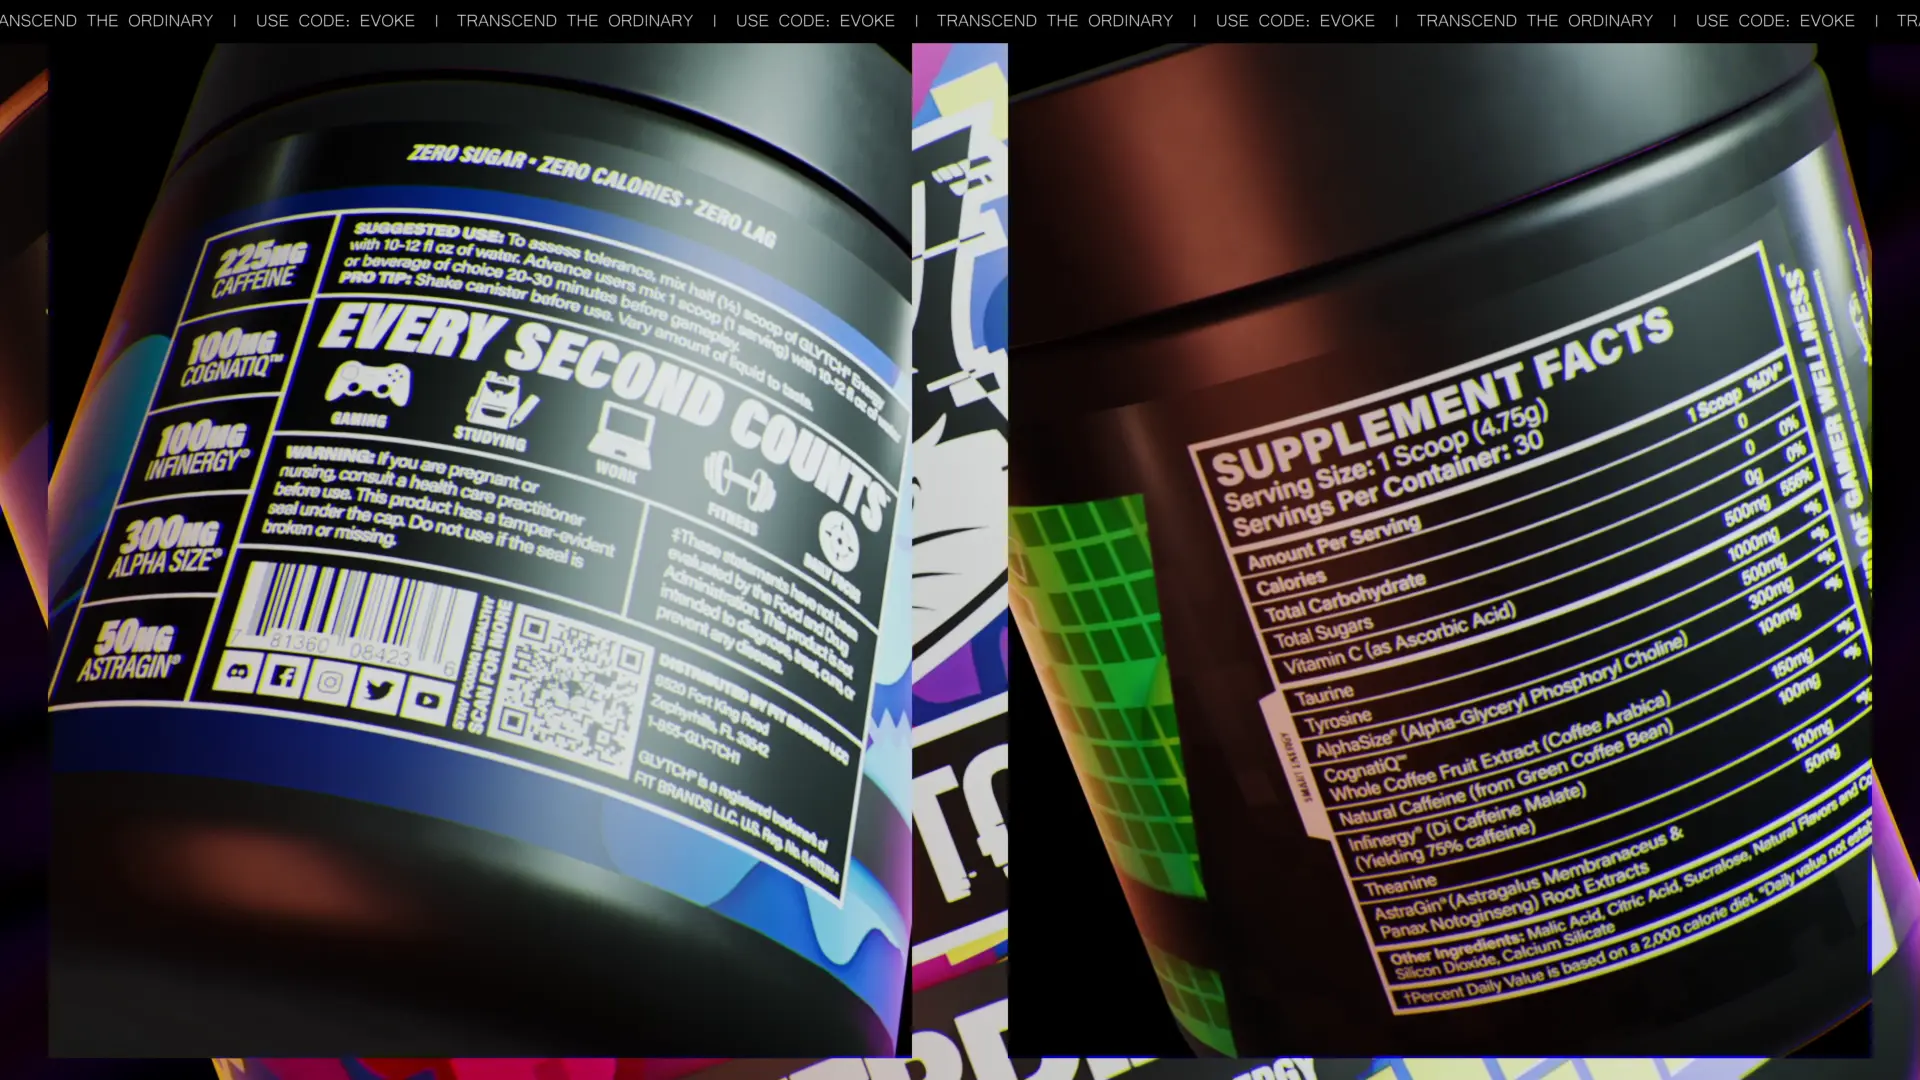 TRANSCEND THE ORDINARY | USE CODE: EVOKE | TRANSCEND THE ORDINARY | USE CODE: EVOKE | TRANSCEND THE ORDINARY | USE CODE: EVOKE | TRANSCEND THE ORDINARY | USE CODE: EVOKE |
ZERO SUGAR • ZERO CALORIES • ZERO LAG
225MG
CAFFEINE
100MG
COGNATIQ™
100MG
INFINERGY®
300MG
ALPHA SIZE®
50MG
ASTRAGIN®
SUGGESTED USE: To assess tolerance, mix half (½) scoop of GLYTCH® Energy
with 10-12 fl oz of water. Advance users mix 1 scoop (1 serving) with 10-12 fl oz of water
or beverage of choice 20-30 minutes before gameplay.
PRO TIP: Shake canister before use. Vary amount of liquid to taste.
EVERY SECOND COUNTS
GAMING
STUDYING
WORK
FITNESS
DAILY FOCUS
WARNING: If you are pregnant or
nursing, consult a health care practitioner
before use. This product has a tamper-evident
seal under the cap. Do not use if the seal is
broken or missing.
‡These statements have not been
evaluated by the Food and Drug
Administration. This product is not
intended to diagnose, treat, cure, or
prevent any disease.
7 81360 08423 6
STAY FOOKING HEALTHY
SCAN FOR MORE
DISTRIBUTED BY FIT BRANDS LCC
6520 Fort King Road
Zephyrhills, FL 33542
1-855-GLY-TCH1
GLYTCH® is a registered trademark of
FIT BRANDS LLC. U.S. Reg. No.
SUPPLEMENT FACTS
Serving Size: 1 Scoop (4.75g)
Servings Per Container: 30
Amount Per Serving 1 Scoop %DV†
Calories 0
Total Carbohydrate 0 0%
Total Sugars 0g 0%
Vitamin C (as Ascorbic Acid) 500mg 556%
Taurine 1000mg *%
Tyrosine 500mg *%
AlphaSize® (Alpha-Glyceryl Phosphoryl Choline) 300mg *%
CognatiQ™ 100mg *%
Whole Coffee Fruit Extract (Coffee Arabica)
Natural Caffeine (from Green Coffee Bean) 150mg *%
Infinergy® (Di Caffeine Malate) 100mg *%
(Yielding 75% caffeine)
Theanine 100mg *%
AstraGin® (Astragalus Membranaceus & 50mg *%
Panax Notoginseng) Root Extracts
Other Ingredients: Malic Acid, Citric Acid, Sucralose, Natural Flavors and
Silicon Dioxide, Calcium Silicate
†Percent Daily Value is based on a 2,000 calorie diet. *Daily value not
SMART ENERGY
OF GAMER WELLNESS™